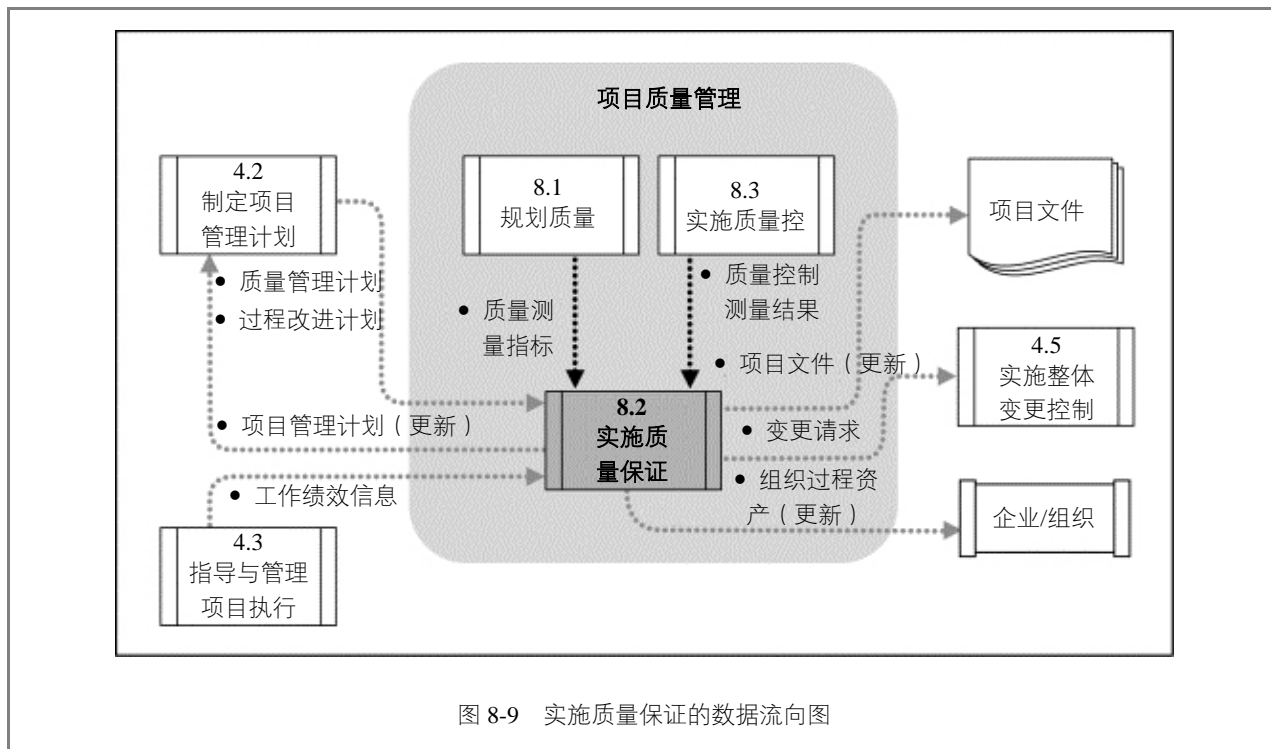 项目质量管理
4.2
制定项目
管理计划
8.1
规划质量
8.3
实施质量控
项目文件
● 质量管理计划
● 过程改进计划
● 质量测
量指标
● 质量控制
测量结果
● 项目文件（更新）
4.5
实施整体
变更控制
8.2
实施质
量保证
● 项目管理计划（更新）
● 变更请求
● 工作绩效信息
● 组织过程资
产（更新）
企业/组织
4.3
指导与管理
项目执行
图 8-9 实施质量保证的数据流向图